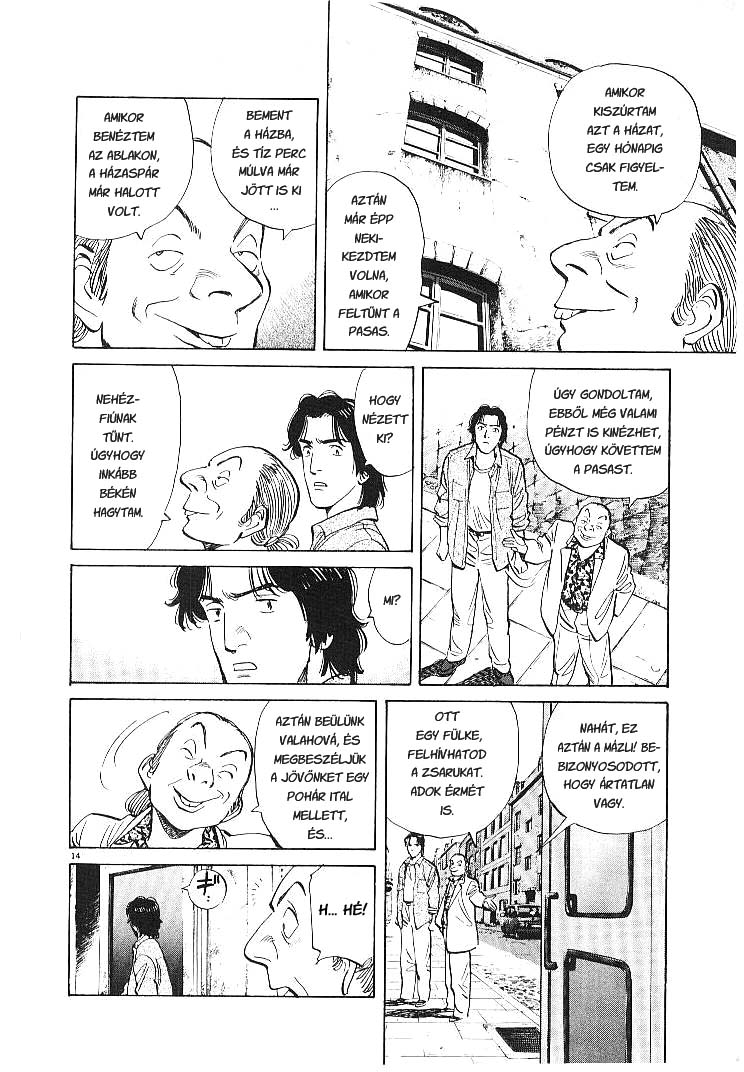 AMIKOR
KISZÚRTAM
AZT A HÁZAT,
EGY HÓNAPIG
CSAK FIGYEL-
TEM.
AZTÁN
MÁR ÉPP
NEKI-
KEZDTEM
VOLNA,
AMIKOR
FELTŰNT A
PASAS.
BEMENT
A HÁZBA,
ÉS TÍZ PERC
MÚLVA MÁR
JÖTT IS KI
...
AMIKOR
BENÉZTEM
AZ ABLAKON,
A HÁZASPÁR
MÁR HALOTT
VOLT.
ÚGY GONDOLTAM,
EBBŐL MÉG VALAMI
PÉNZT IS KINÉZHET,
ÚGYHOGY KÖVETTEM
A PASAST.
HOGY
NÉZETT
KI?
NEHÉZ-
FIÚNAK
TŰNT.
ÚGYHOGY
INKÁBB
BÉKÉN
HAGYTAM.
MI?
NAHÁT, EZ
AZTÁN A MÁZLI! BE-
BIZONYOSODOTT,
HOGY ÁRTATLAN
VAGY.
OTT
EGY FÜLKE,
FELHÍVHATOD
A ZSARUKAT.
ADOK ÉRMÉT
IS.
AZTÁN BEÜLÜNK
VALAHOVÁ, ÉS
MEGBESZÉLJÜK
A JÖVŐNKET EGY
POHÁR ITAL
MELLETT,
ÉS...
14
ギッ
H... HÉ!